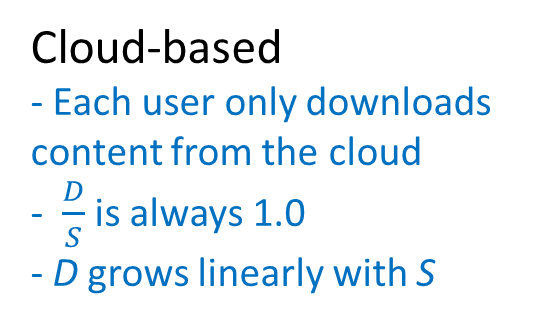 Cloud-based
- Each user only downloads
content from the cloud
- D/S is always 1.0
- D grows linearly with S